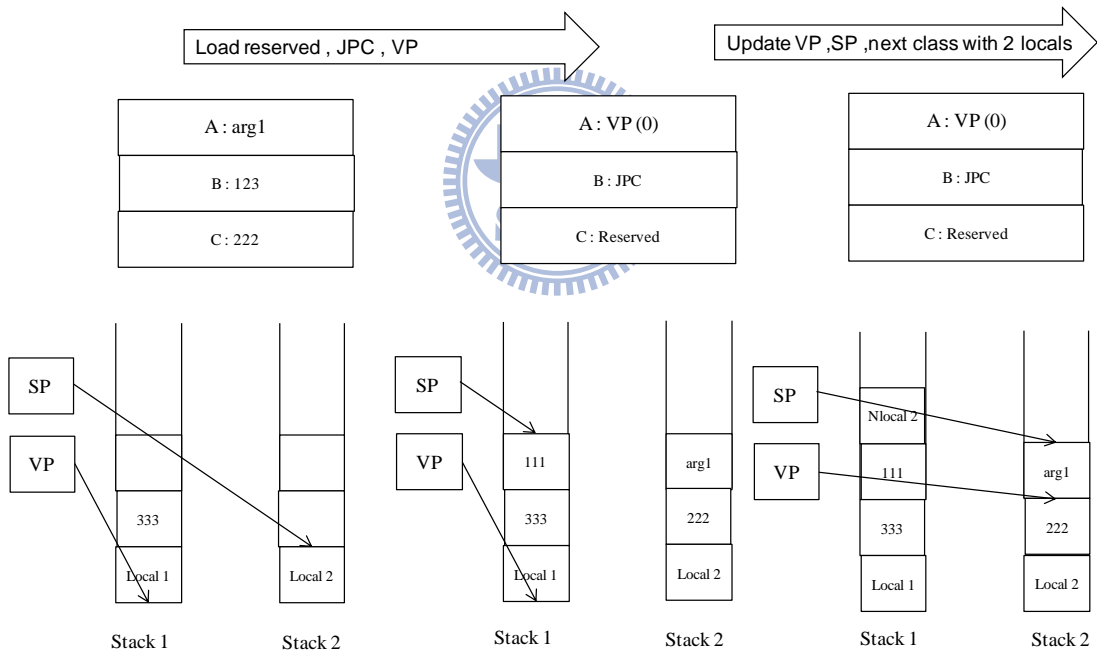 Load reserved , JPC , VP
Update VP ,SP ,next class with 2 locals
A : arg1
B : 123
C : 222
A : VP (0)
B : JPC
C : Reserved
A : VP (0)
B : JPC
C : Reserved
SP
VP
333
Local 1
Local 2
Stack 1
Stack 2
SP
VP
111
333
Local 1
arg1
222
Local 2
Stack 1
Stack 2
SP
VP
Nlocal 2
111
333
Local 1
arg1
222
Local 2
Stack 1
Stack 2